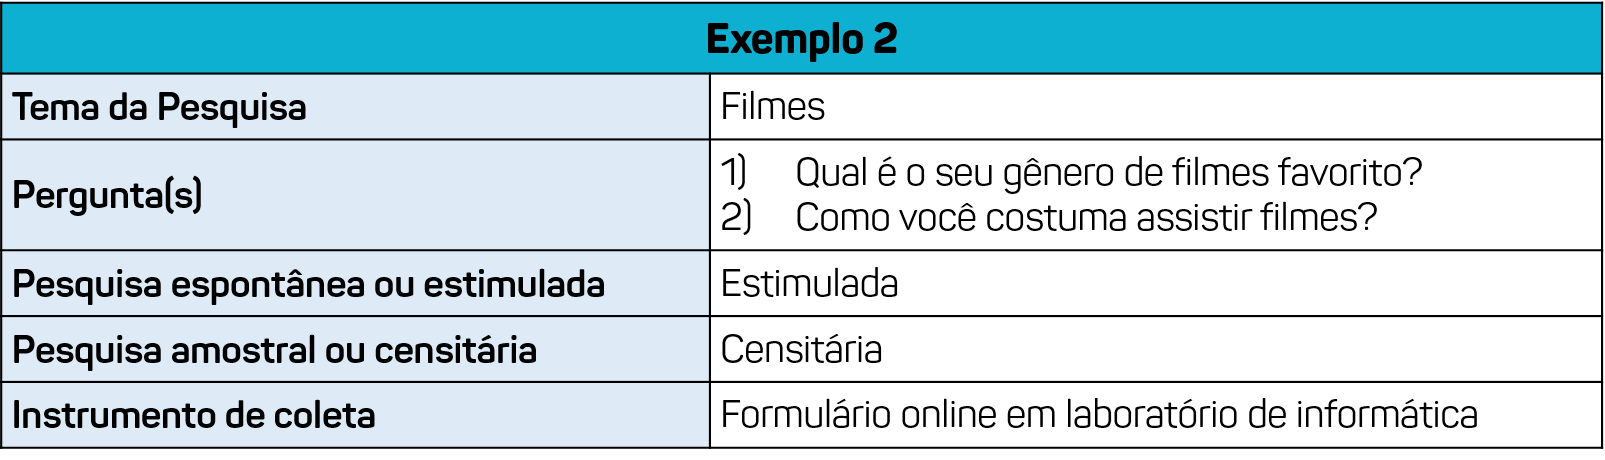 Exemplo 2
Tema da Pesquisa
Filmes
Pergunta(s)
1) Qual é o seu gênero de filmes favorito?
2) Como você costuma assistir filmes?
Pesquisa espontânea ou estimulada
Estimulada
Pesquisa amostral ou censitária
Censitária
Instrumento de coleta
Formulário online em laboratório de informática